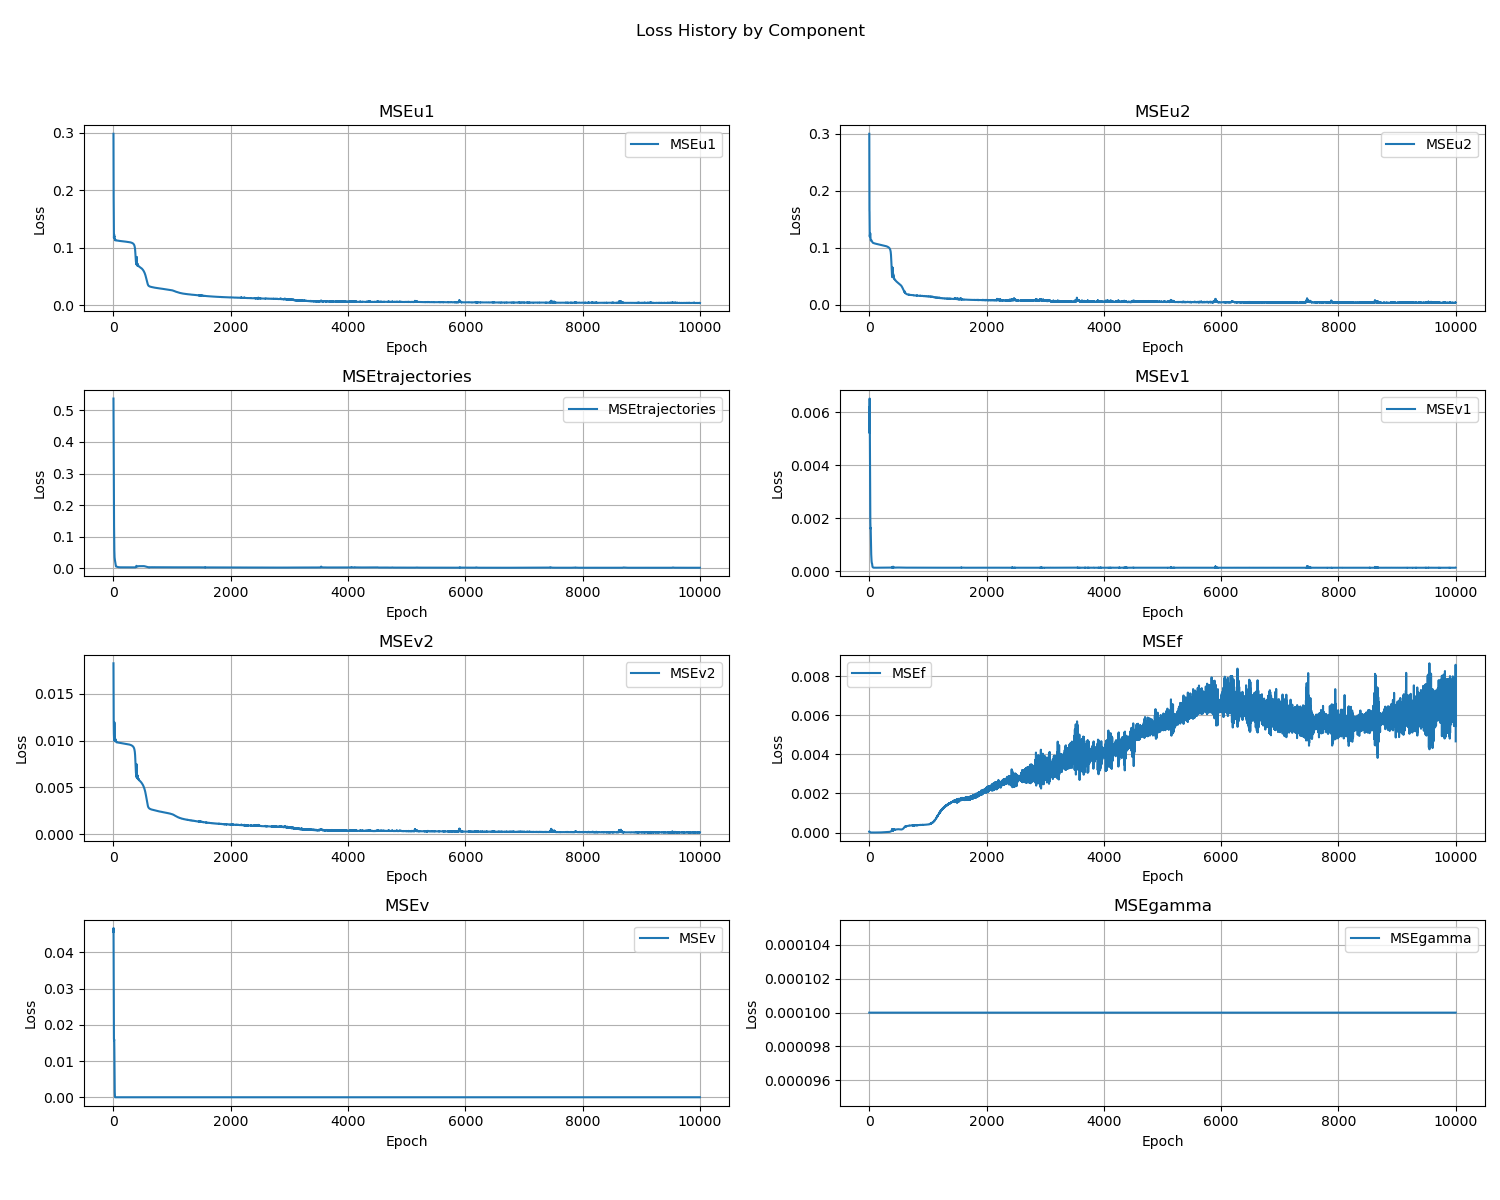 Loss History by Component
MSEu1
0.3
0.2
0.1
0.0
Loss
MSEu1
0 2000 4000 6000 8000 10000
Epoch
MSEu2
0.3
0.2
0.1
0.0
Loss
MSEu2
0 2000 4000 6000 8000 10000
Epoch
MSEtrajectories
0.5
0.4
0.3
0.2
0.1
0.0
Loss
MSEtrajectories
0 2000 4000 6000 8000 10000
Epoch
MSEv1
0.006
0.004
0.002
0.000
Loss
MSEv1
0 2000 4000 6000 8000 10000
Epoch
MSEv2
0.015
0.010
0.005
0.000
Loss
MSEv2
0 2000 4000 6000 8000 10000
Epoch
MSEf
0.008
0.006
0.004
0.002
0.000
Loss
MSEf
0 2000 4000 6000 8000 10000
Epoch
MSEv
0.04
0.03
0.02
0.01
0.00
Loss
MSEv
0 2000 4000 6000 8000 10000
Epoch
MSEgamma
0.000104
0.000102
0.000100
0.000098
0.000096
Loss
MSEgamma
0 2000 4000 6000 8000 10000
Epoch